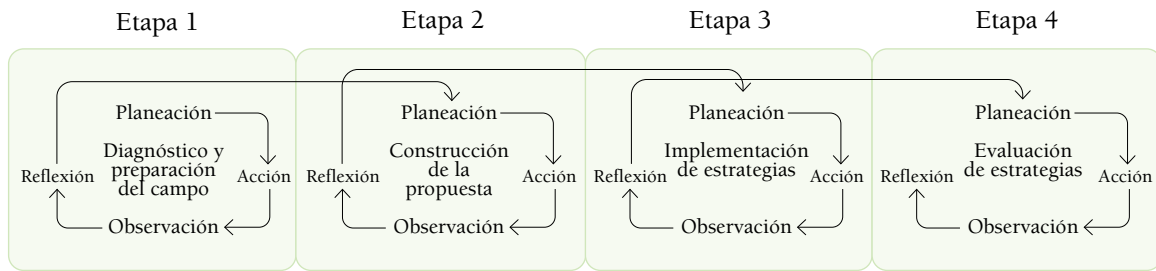 Etapa 1
Etapa 2
Etapa 3
Etapa 4
Planeación
Diagnóstico y
preparación
del campo
Reflexión
Acción
Observación
Planeación
Construcción
de la
propuesta
Reflexión
Acción
Observación
Planeación
Implementación
de estrategias
Reflexión
Acción
Observación
Planeación
Evaluación
de estrategias
Reflexión
Acción
Observación